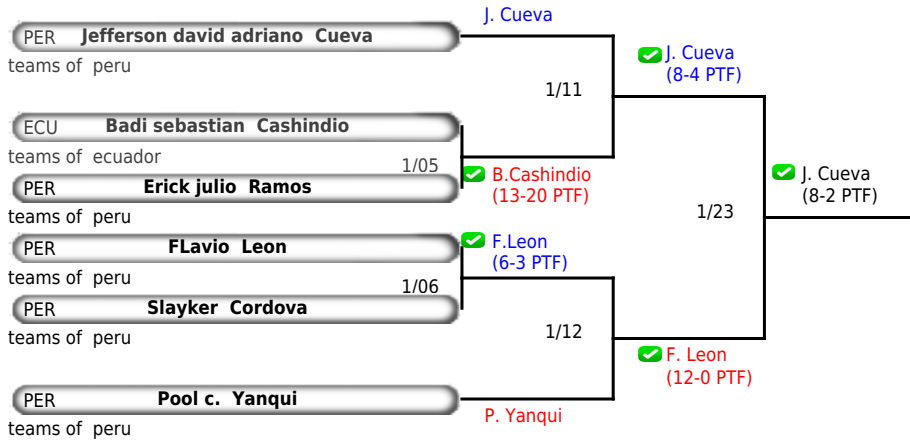 J. Cueva
PER Jefferson david adriano Cueva
teams of peru
J. Cueva
(8-4 PTF)
1/11
ECU Badi sebastian Cashindio
teams of ecuador
1/05
B.Cashindio
(13-20 PTF)
PER Erick julio Ramos
teams of peru
J. Cueva
(8-2 PTF)
1/23
PER FLavio Leon
teams of peru
F.Leon
(6-3 PTF)
1/06
PER Slayker Cordova
teams of peru
1/12
F. Leon
(12-0 PTF)
PER Pool c. Yanqui
teams of peru
P. Yanqui